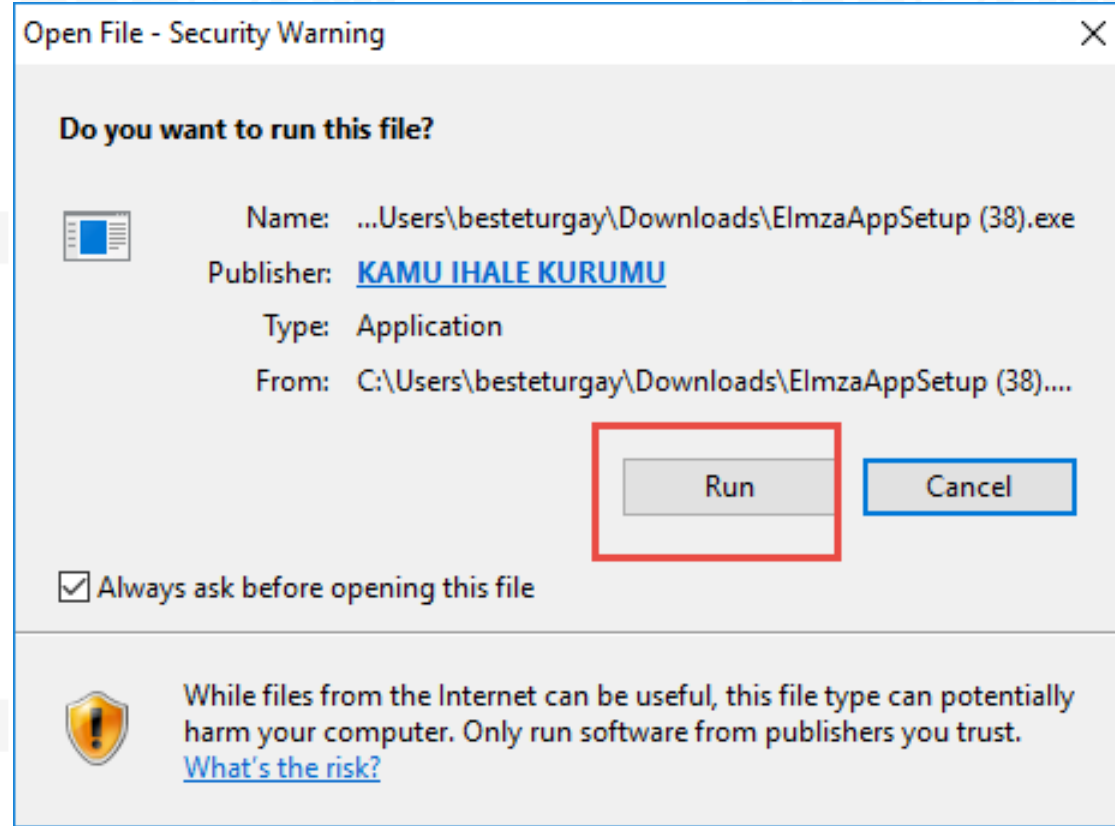 Open File - Security Warning
Do you want to run this file?
Name: ...Users\besteturgay\Downloads\ElmzaAppSetup (38).exe
Publisher: KAMU IHALE KURUMU
Type: Application
From: C:\Users\besteturgay\Downloads\ElmzaAppSetup (38)....
Run Cancel
Always ask before opening this file
While files from the Internet can be useful, this file type can potentially
harm your computer. Only run software from publishers you trust.
What's the risk?